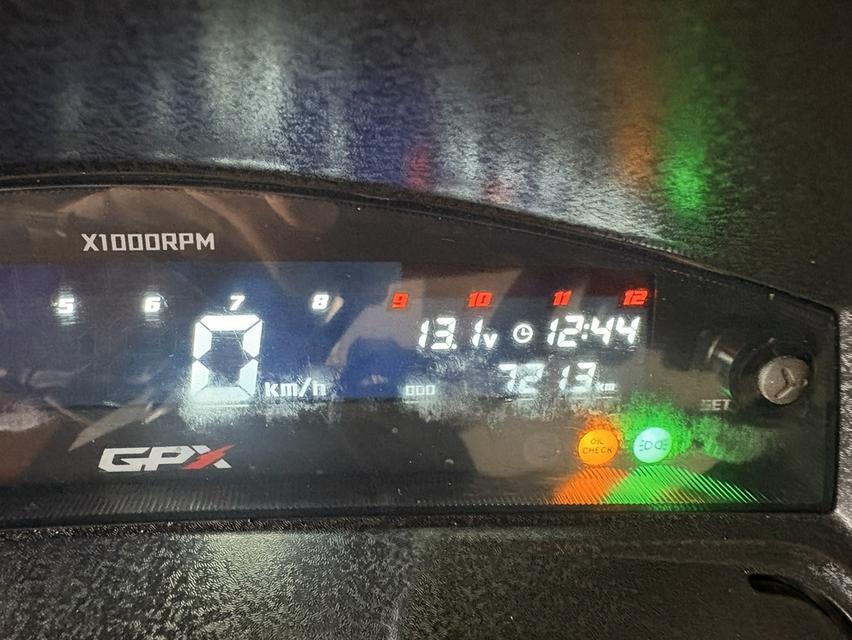 X1000RPM
5 6 7 8 9 10 11 12
13.1v 12:44
0 km/h
ODO 7213 km
SET
GPX
OIL CHECK